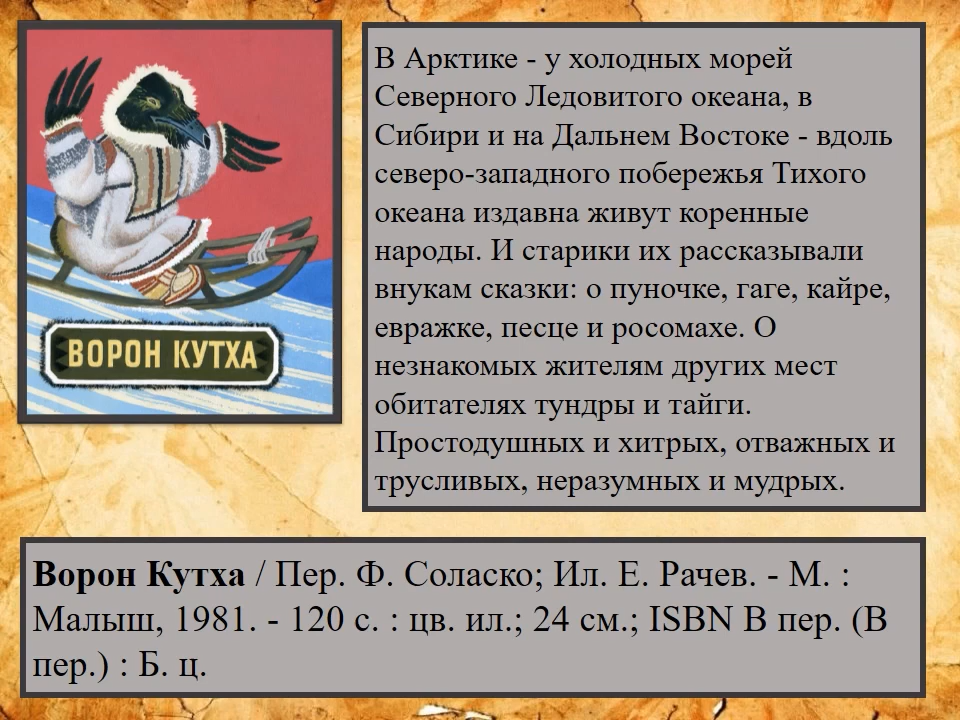 ВОРОН КУТХА
В Арктике - у холодных морей
Северного Ледовитого океана, в
Сибири и на Дальнем Востоке - вдоль
северо-западного побережья Тихого
океана издавна живут коренные
народы. И старики их рассказывали
внукам сказки: о пуночке, гаге, кайре,
евражке, песце и росомахе. О
незнакомых жителям других мест
обитателях тундры и тайги.
Простодушных и хитрых, отважных и
трусливых, неразумных и мудрых.
Ворон Кутха / Пер. Ф. Соласко; Ил. Е. Рачев. - М. :
Малыш, 1981. - 120 с. : цв. ил.; 24 см.; ISBN В пер. (В
пер.) : Б. ц.